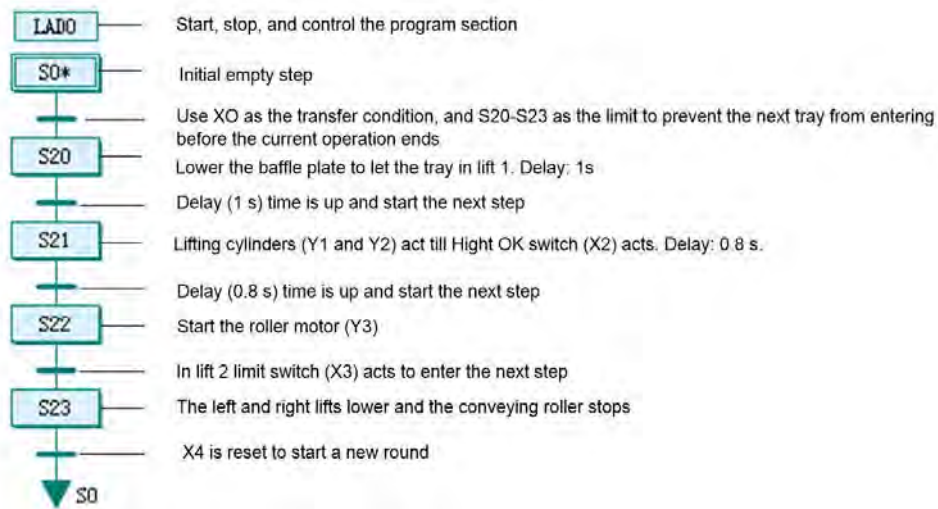 LAD0
Start, stop, and control the program section
S0*
Initial empty step
Use XO as the transfer condition, and S20-S23 as the limit to prevent the next tray from entering
before the current operation ends
S20
Lower the baffle plate to let the tray in lift 1. Delay: 1s
Delay (1 s) time is up and start the next step
S21
Lifting cylinders (Y1 and Y2) act till Hight OK switch (X2) acts. Delay: 0.8 s.
Delay (0.8 s) time is up and start the next step
S22
Start the roller motor (Y3)
In lift 2 limit switch (X3) acts to enter the next step
S23
The left and right lifts lower and the conveying roller stops
X4 is reset to start a new round
S0